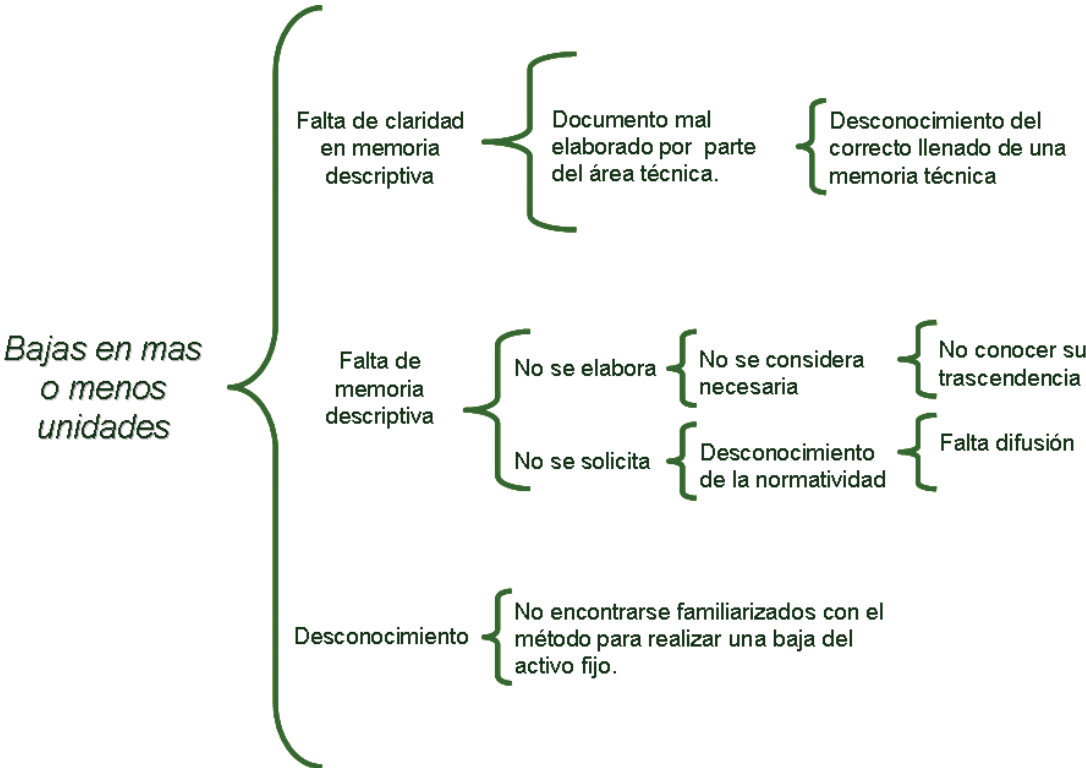 Bajas en mas
o menos
unidades
Falta de claridad
en memoria
descriptiva
Documento mal
elaborado por parte
del área técnica.
Desconocimiento del
correcto llenado de una
memoria técnica
Falta de
memoria
descriptiva
No se elabora
No se considera
necesaria
No conocer su
trascendencia
No se solicita
Desconocimiento
de la normatividad
Falta difusión
Desconocimiento
No encontrarse familiarizados con el
método para realizar una baja del
activo fijo.